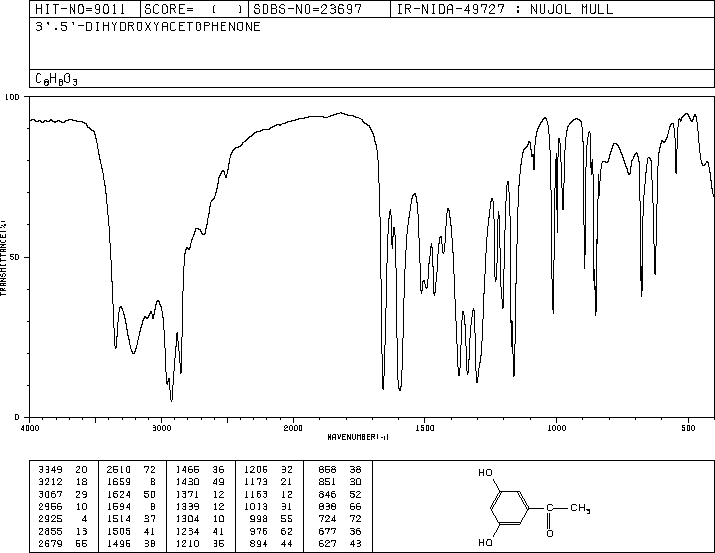 HIT-NO=9011 SCORE= ( ) SDBS-NO=23697 IR-NIDA-49727 : NUJOL MULL
3',5'-DIHYDROXYACETOPHENONE
C8H8O3
100
50
0
TRANSMITTANCE(%)
4000 3000 2000 1500 1000 500
WAVENUMBER(-1)
3349 20 2510 72 1466 36 1206 32 868 38
3212 18 1659 8 1430 49 1173 21 851 30
3067 29 1624 50 1371 12 1163 12 846 52
2956 10 1594 8 1339 12 1013 31 838 66
2925 4 1514 37 1304 10 998 55 724 72
2855 13 1505 41 1234 41 976 62 677 36
2679 55 1496 38 1210 35 894 44 627 43
HO
C CH3
O
HO